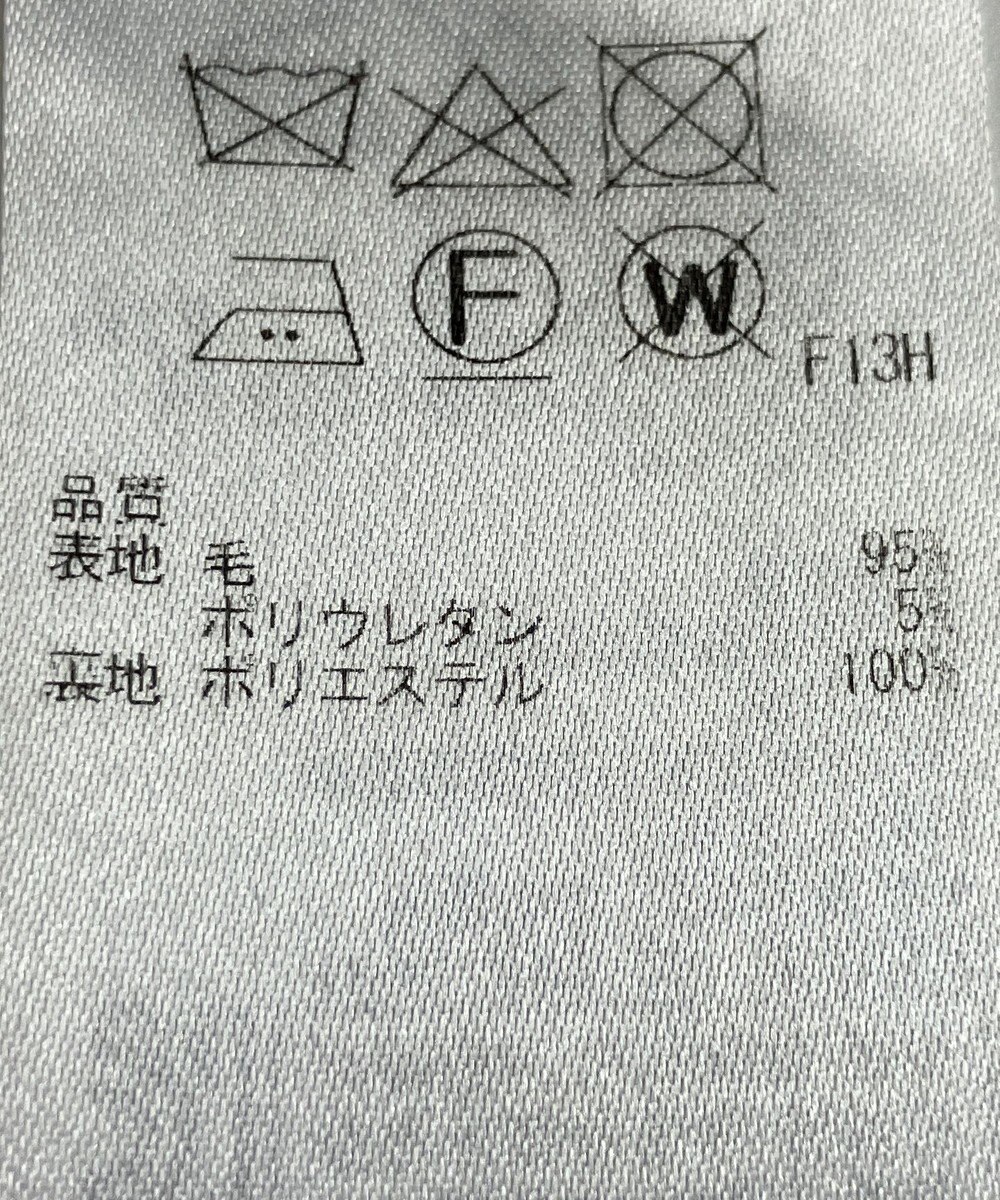 F W
F13H
品質
表地 毛 95%
ポリウレタン 5%
裏地 ポリエステル 100%